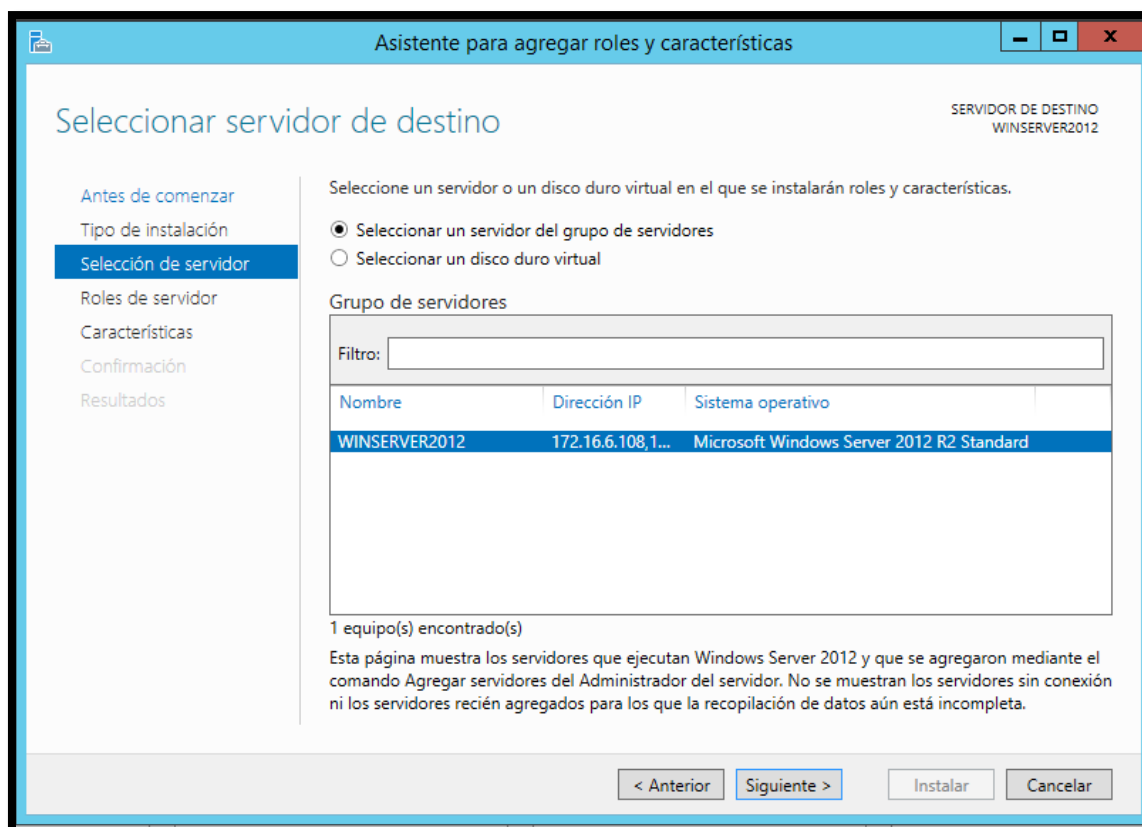 Asistente para agregar roles y características
Seleccionar servidor de destino
SERVIDOR DE DESTINO
WINSERVER2012
Antes de comenzar
Tipo de instalación
Selección de servidor
Roles de servidor
Características
Confirmación
Resultados
Seleccione un servidor o un disco duro virtual en el que se instalarán roles y características.
Seleccionar un servidor del grupo de servidores
Seleccionar un disco duro virtual
Grupo de servidores
Filtro:
Nombre Dirección IP Sistema operativo
WINSERVER2012 172.16.6.108,1... Microsoft Windows Server 2012 R2 Standard
1 equipo(s) encontrado(s)
Esta página muestra los servidores que ejecutan Windows Server 2012 y que se agregaron mediante el
comando Agregar servidores del Administrador del servidor. No se muestran los servidores sin conexión
ni los servidores recién agregados para los que la recopilación de datos aún está incompleta.
< Anterior Siguiente > Instalar Cancelar